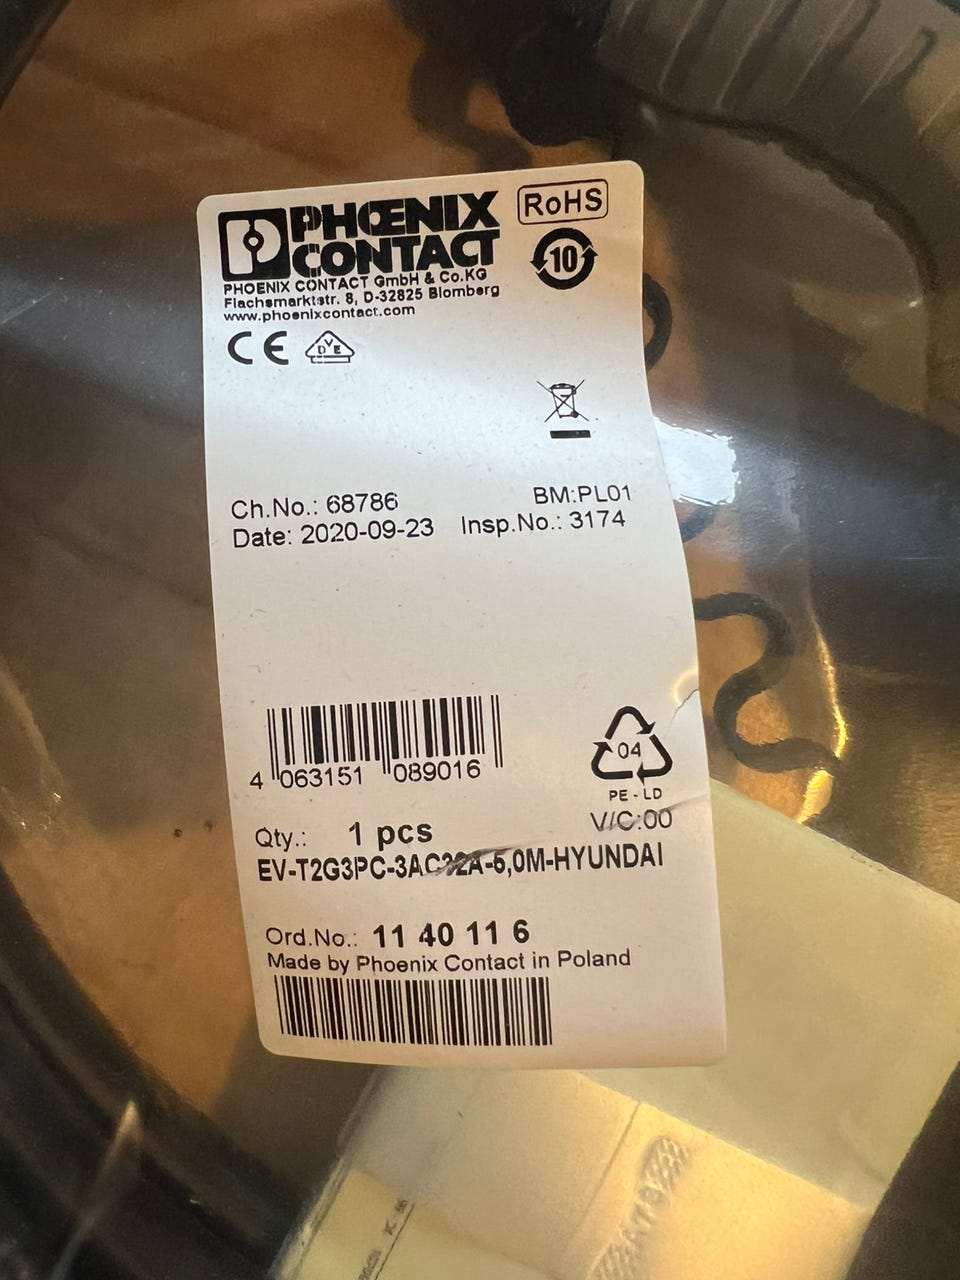 PHOENIX
CONTACT
RoHS
10
PHOENIX CONTACT GmbH & Co.KG
Flachsmarktstr. 8, D-32825 Blomberg
www.phoenixcontact.com
CE DVE
Ch.No.: 68786 BM:PL01
Date: 2020-09-23 Insp.No.: 3174
4 063151 089016
04
PE-LD
V/C:00
Qty.: 1 pcs
EV-T2G3PC-3AC32A-5,0M-HYUNDAI
Ord.No.: 11 40 11 6
Made by Phoenix Contact in Poland